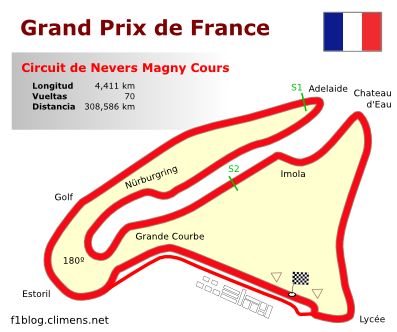 Grand Prix de France
Circuit de Nevers Magny Cours
Longitud 4,411 km
Vueltas 70
Distancia 308,586 km
S1
Adelaide
Chateau
d'Eau
Nürburgring
S2
Imola
Golf
Grande Courbe
180º
Estoril
Lycée
f1blog.climens.net